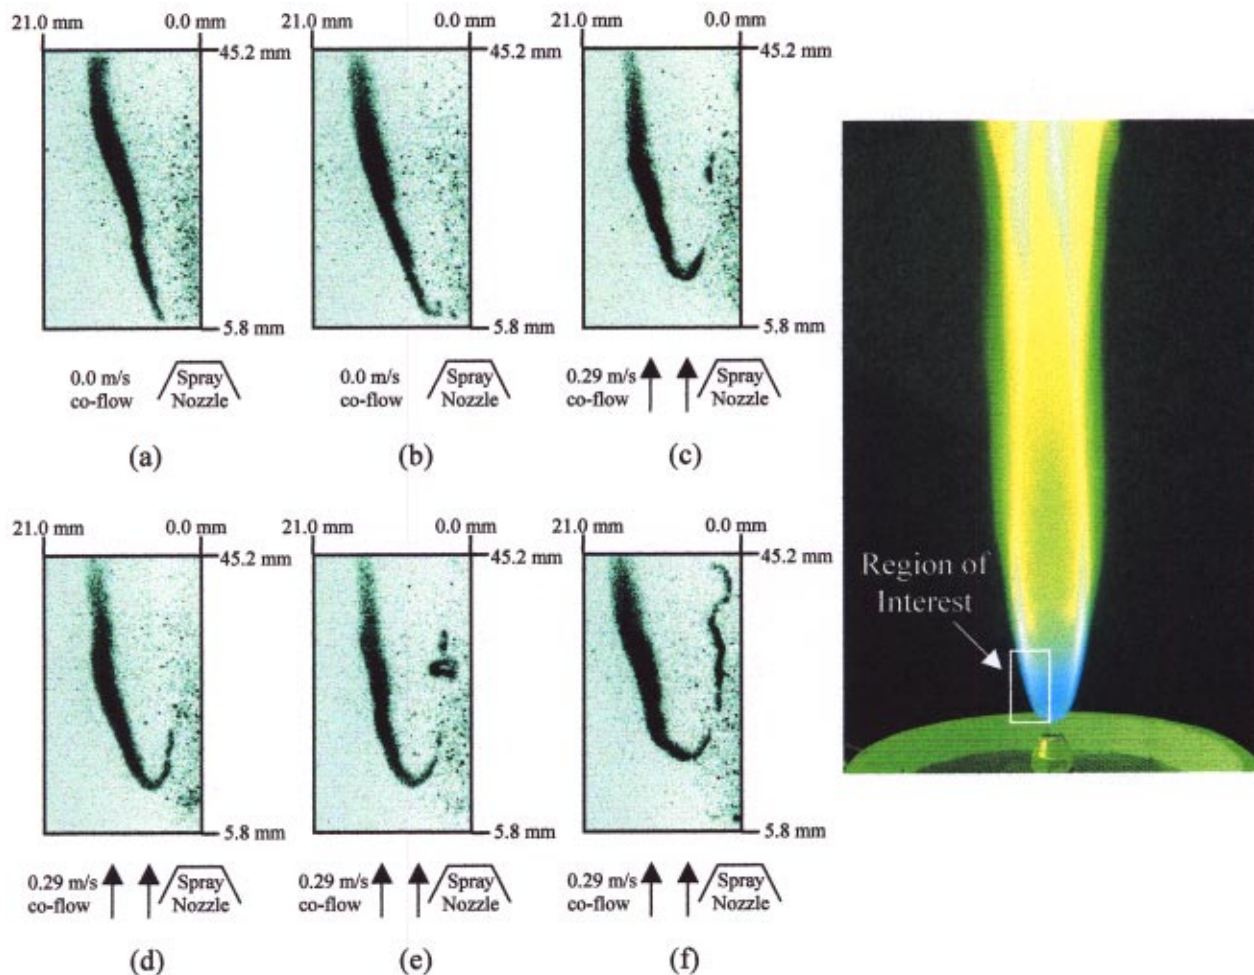 21.0 mm 0.0 mm
45.2 mm
5.8 mm
0.0 m/s
co-flow
Spray
Nozzle
(a)
21.0 mm 0.0 mm
45.2 mm
5.8 mm
0.0 m/s
co-flow
Spray
Nozzle
(b)
21.0 mm 0.0 mm
45.2 mm
5.8 mm
0.29 m/s
co-flow
Spray
Nozzle
(c)
21.0 mm 0.0 mm
45.2 mm
5.8 mm
0.29 m/s
co-flow
Spray
Nozzle
(d)
21.0 mm 0.0 mm
45.2 mm
5.8 mm
0.29 m/s
co-flow
Spray
Nozzle
(e)
21.0 mm 0.0 mm
45.2 mm
5.8 mm
0.29 m/s
co-flow
Spray
Nozzle
(f)
Region of
Interest